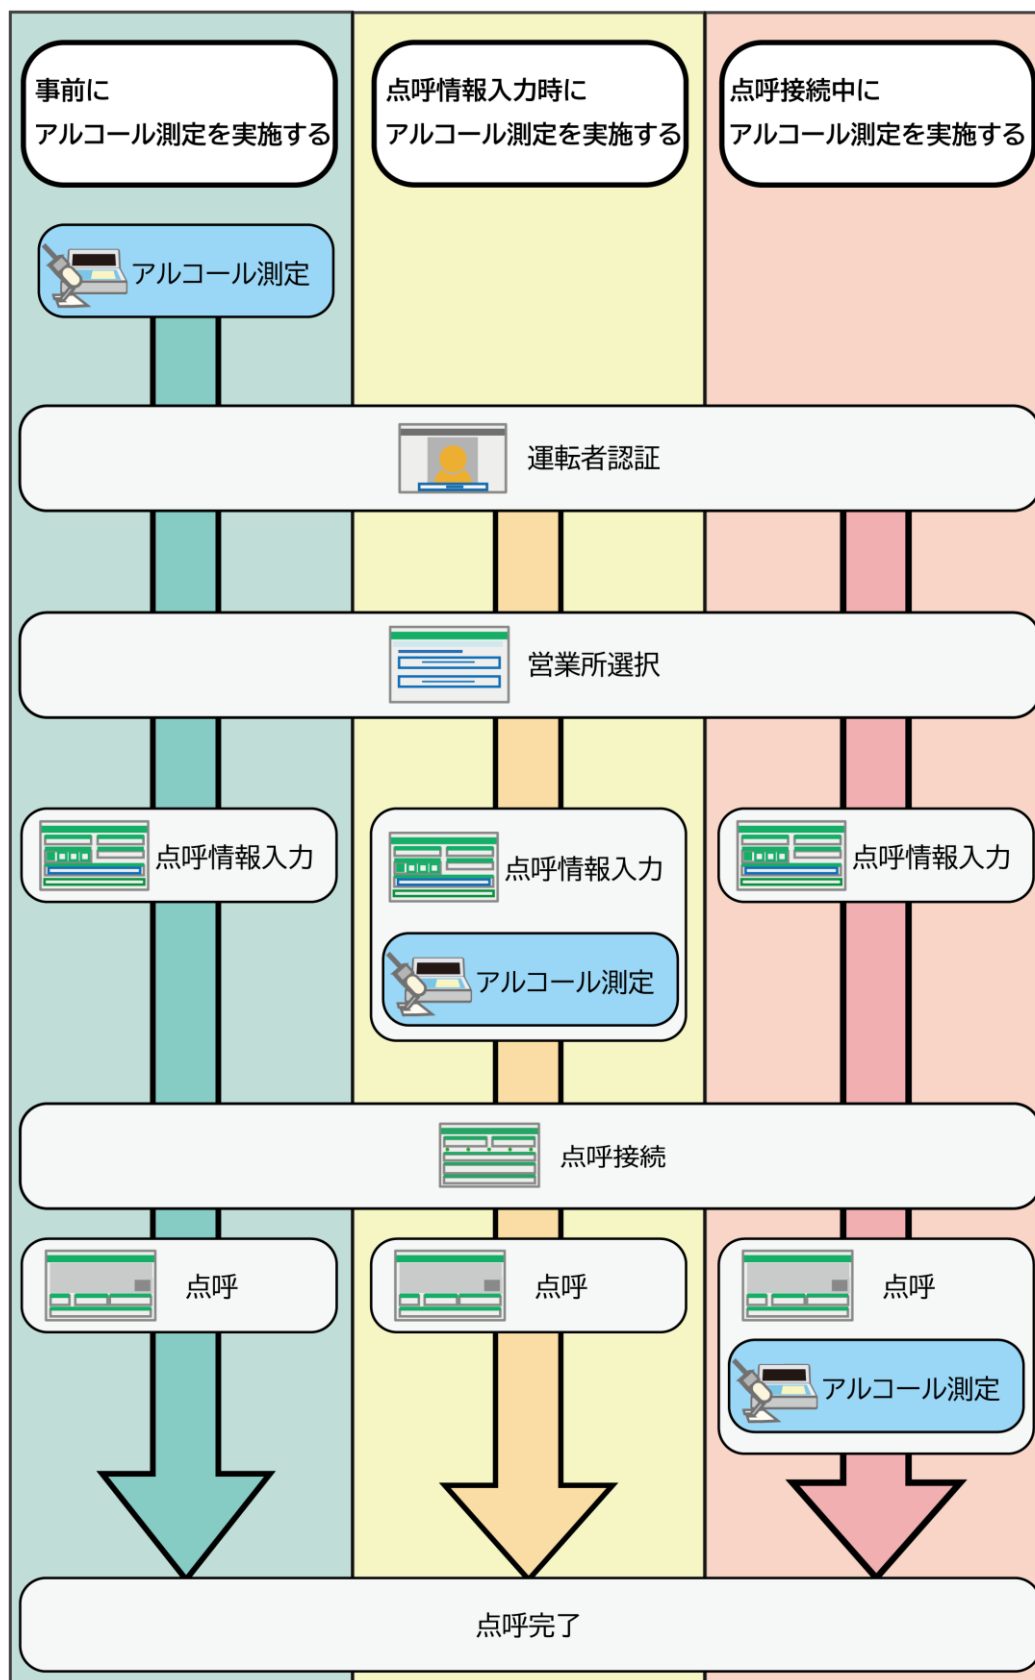 事前に
アルコール測定を実施する
点呼情報入力時に
アルコール測定を実施する
点呼接続中に
アルコール測定を実施する
アルコール測定
運転者認証
営業所選択
点呼情報入力
点呼情報入力
アルコール測定
点呼情報入力
点呼接続
点呼
点呼
点呼
アルコール測定
点呼完了